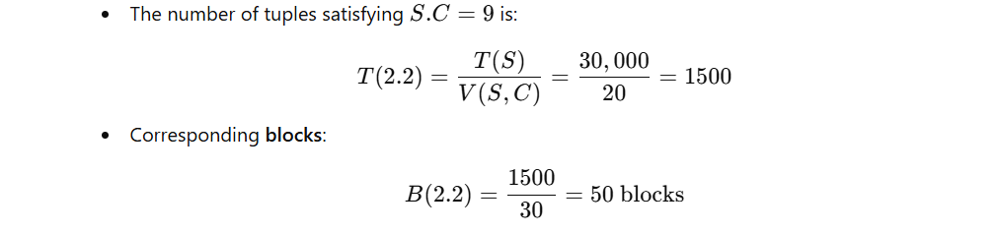 • The number of tuples satisfying S.C = 9 is:
T(2.2) = T(S) / V(S,C) = 30,000 / 20 = 1500
• Corresponding blocks:
B(2.2) = 1500 / 30 = 50 blocks